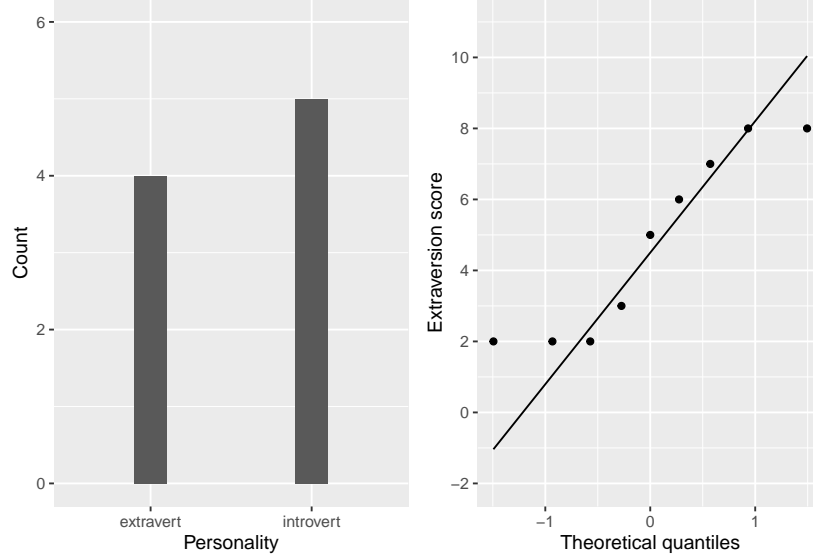 6
4
2
0
Count
extravert
introvert
Personality
10
8
6
4
2
0
−2
Extraversion score
−1
0
1
Theoretical quantiles